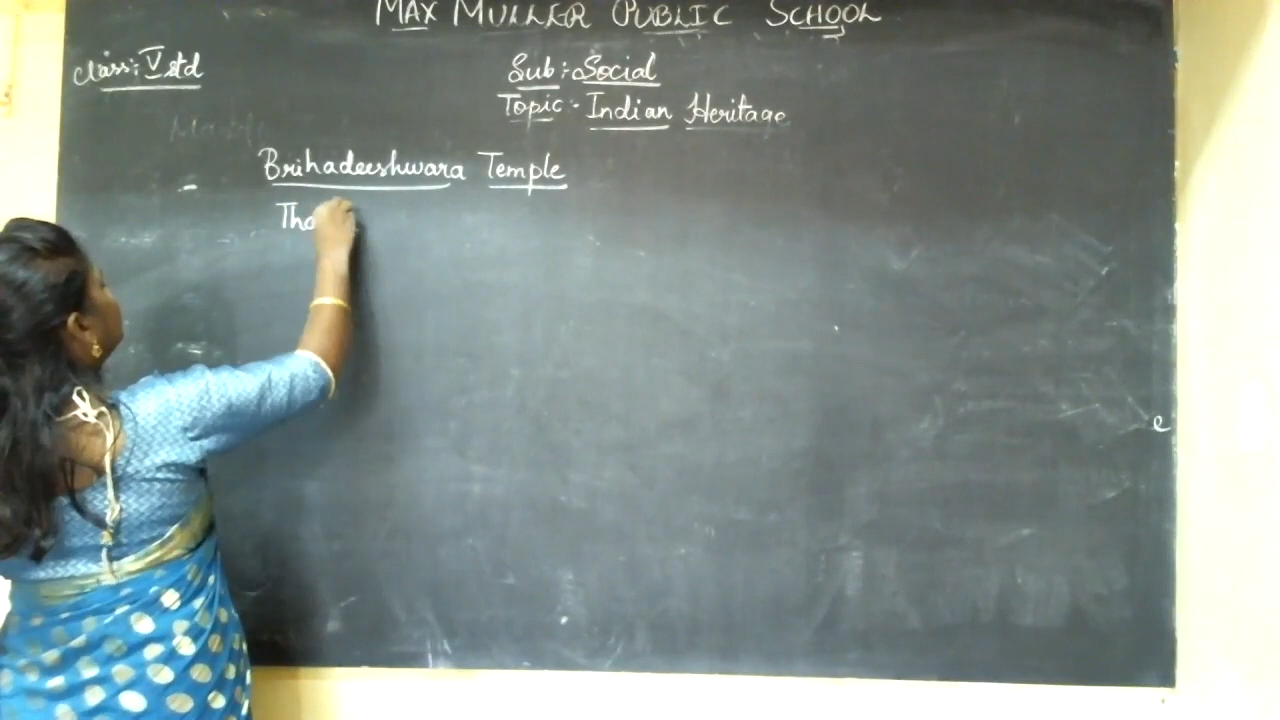 MAX MULLER PUBLIC SCHOOL
Class: V std
Sub :- Social
Topic :- Indian Heritage
Brihadeeshwara Temple
Tha
e